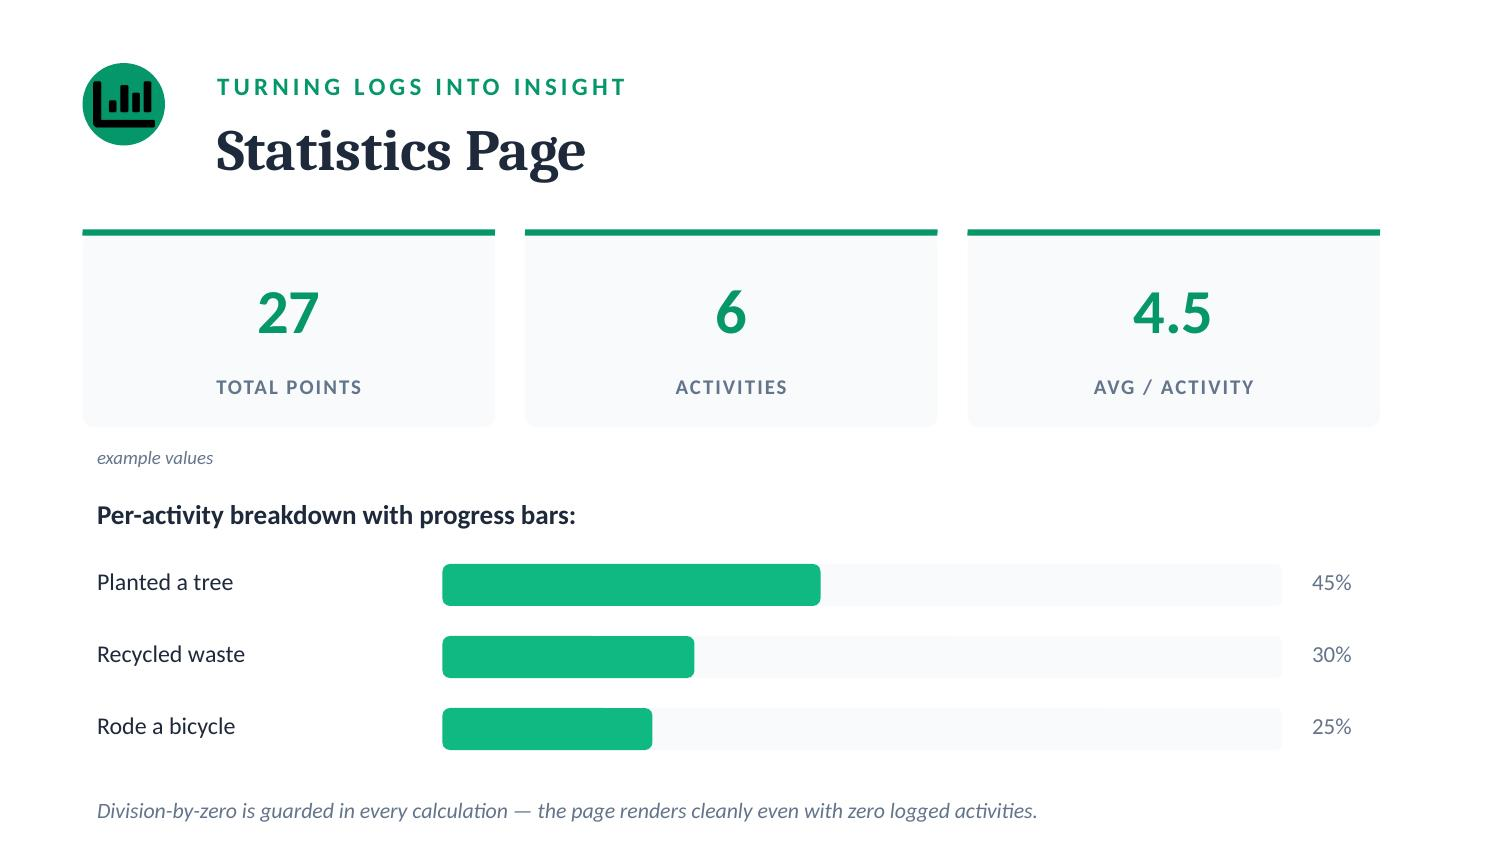 TURNING LOGS INTO INSIGHT
Statistics Page
27
TOTAL POINTS
6
ACTIVITIES
4.5
AVG / ACTIVITY
example values
Per-activity breakdown with progress bars:
Planted a tree 45%
Recycled waste 30%
Rode a bicycle 25%
Division-by-zero is guarded in every calculation — the page renders cleanly even with zero logged activities.